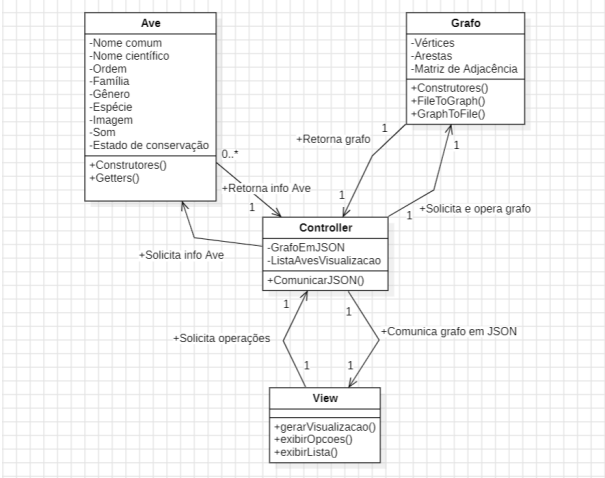 Ave
-Nome comum
-Nome científico
-Ordem
-Família
-Gênero
-Espécie
-Imagem
-Som
-Estado de conservação
+Construtores()
+Getters()
Grafo
-Vértices
-Arestas
-Matriz de Adjacência
+Construtores()
+FileToGraph()
+GraphToFile()
1
+Retorna grafo
1
0..*
+Retorna info Ave
1
1
1
+Solicita e opera grafo
Controller
-GrafoEmJSON
-ListaAvesVisualizacao
+ComunicarJSON()
+Solicita info Ave
1
1
+Solicita operações
+Comunica grafo em JSON
1
1
View
+gerarVisualizacao()
+exibirOpcoes()
+exibirLista()